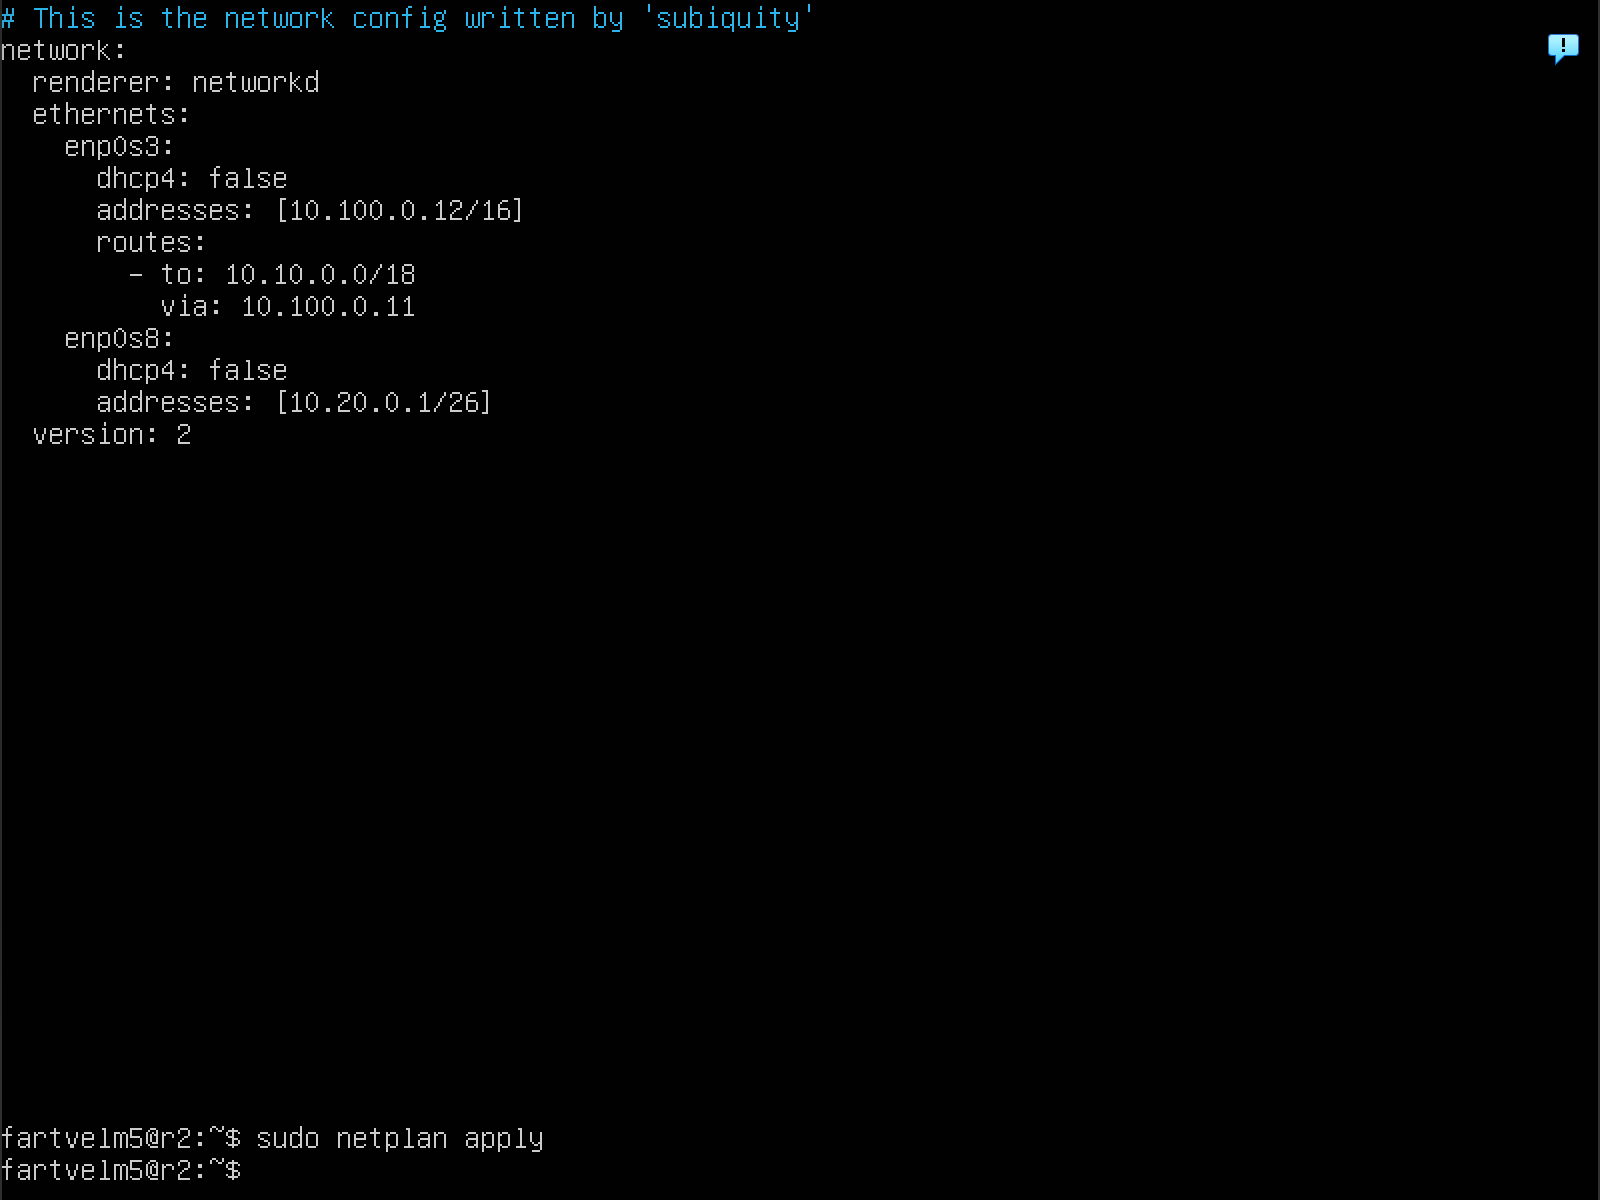 # This is the network config written by 'subiquity'
network:
  renderer: networkd
  ethernets:
    enp0s3:
      dhcp4: false
      addresses: [10.100.0.12/16]
      routes:
        - to: 10.10.0.0/18
          via: 10.100.0.11
    enp0s8:
      dhcp4: false
      addresses: [10.20.0.1/26]
  version: 2
fartvelm5@r2:~$ sudo netplan apply
fartvelm5@r2:~$